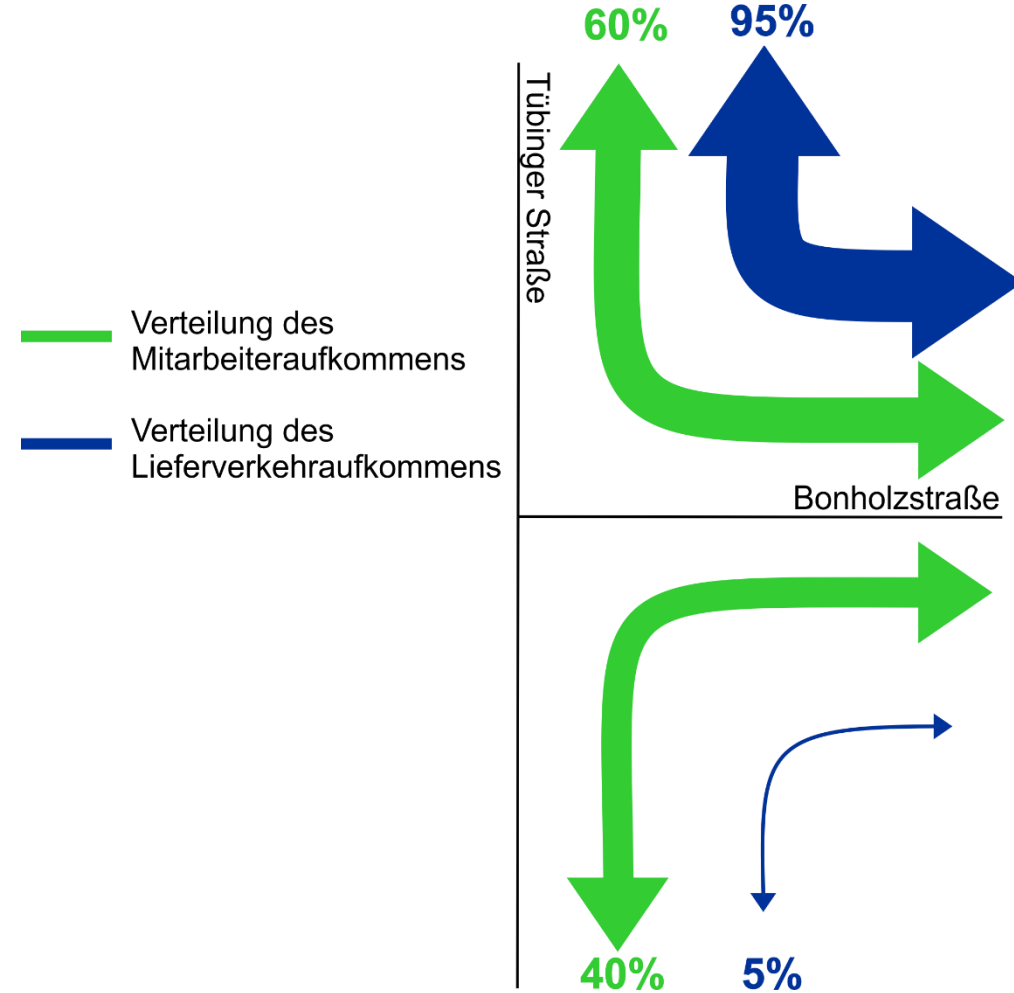 60%
95%
Tübinger Straße
Verteilung des
Mitarbeiteraufkommens
Verteilung des
Lieferverkehraufkommens
Bonholzstraße
40%
5%